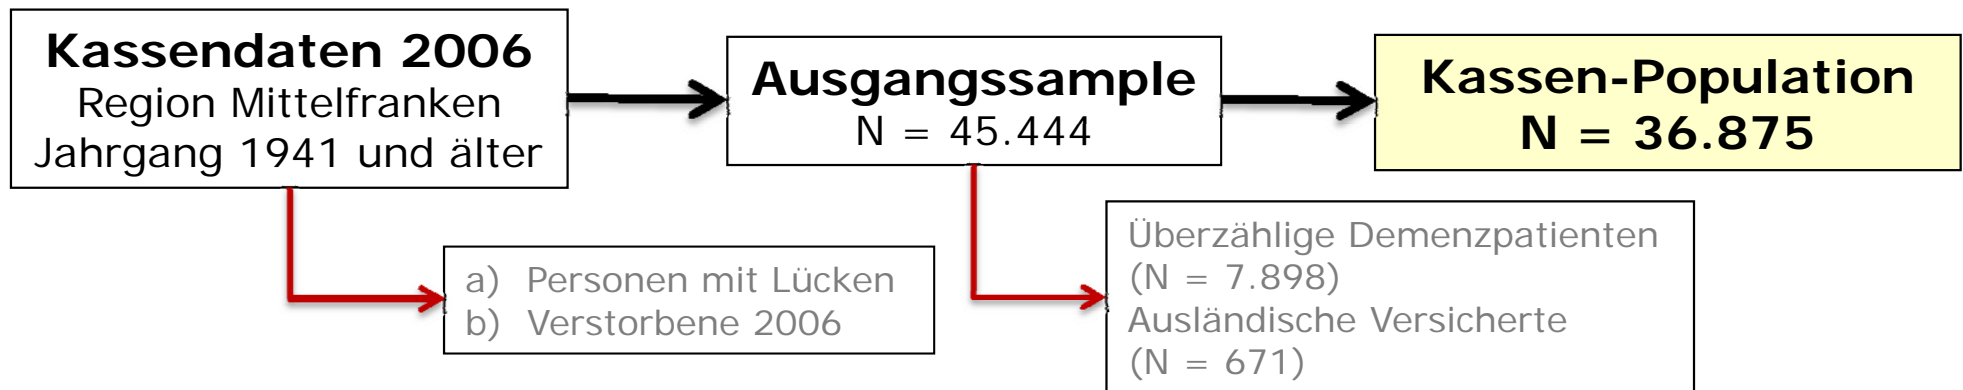 Kassendaten 2006
Region Mittelfranken
Jahrgang 1941 und älter
Ausgangssample
N = 45.444
Kassen-Population
N = 36.875
a) Personen mit Lücken
b) Verstorbene 2006
Überzählige Demenzpatienten
(N = 7.898)
Ausländische Versicherte
(N = 671)